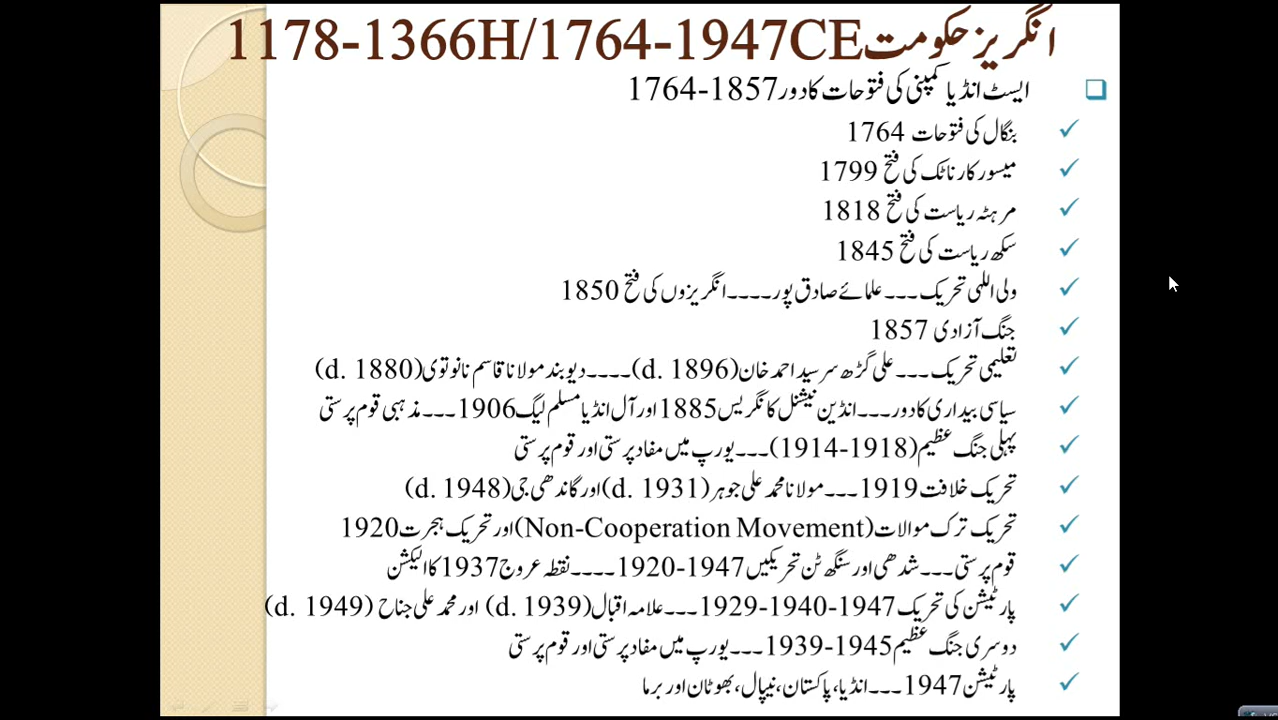 انگریز حکومت 1178-1366H/1764-1947CE
ایسٹ انڈیا کمپنی کی فتوحات کا دور 1857-1764
بنگال کی فتوحات 1764
میسور کارناٹک کی فتح 1799
مرہٹہ ریاست کی فتح 1818
سکھ ریاست کی فتح 1845
ولی اللہی تحریک ۔۔۔ علمائے صادق پور۔۔۔۔انگریزوں کی فتح 1850
جنگ آزادی 1857
تعلیمی تحریک ۔۔۔ علی گڑھ سر سید احمد خان (d. 1896)۔۔۔۔دیوبند مولانا قاسم نانوتوی (d. 1880)
سیاسی بیداری کا دور۔۔۔انڈین نیشنل کانگریس 1885 اور آل انڈیا مسلم لیگ 1906۔۔۔مذہبی قوم پرستی
پہلی جنگ عظیم (1914-1918)۔۔۔یورپ میں مفاد پرستی اور قوم پرستی
تحریک خلافت 1919۔۔۔مولانا محمد علی جوہر (d. 1931) اور گاندھی جی (d. 1948)
تحریک ترک موالات (Non-Cooperation Movement) اور تحریک ہجرت 1920
قوم پرستی۔۔۔شدھی اور سنگھ ٹن تحریکیں 1947-1920۔۔۔۔نقطہ عروج 1937 کا الیکشن
پارٹیشن کی تحریک 1947-1940-1929۔۔۔علامہ اقبال (d. 1939) اور محمد علی جناح (d. 1949)
دوسری جنگ عظیم 1945-1939۔۔۔یورپ میں مفاد پرستی اور قوم پرستی
پارٹیشن 1947۔۔۔انڈیا، پاکستان، نیپال، بھوٹان اور برما